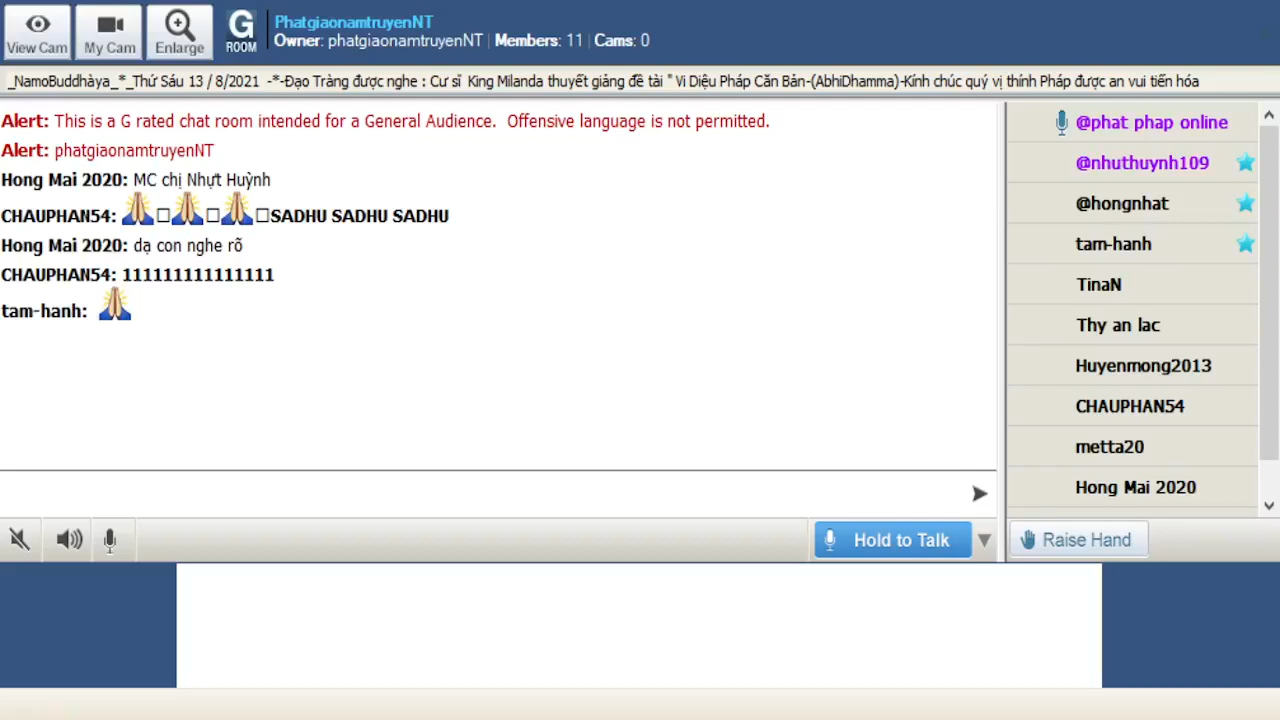 View Cam
My Cam
Enlarge
G
ROOM
PhatgiaonamtruyenNT
Owner: phatgiaonamtruyenNT | Members: 11 | Cams: 0
_NamoBuddhàya_*_Thứ Sáu 13 / 8/2021 -*-Đạo Tràng được nghe : Cư sĩ King Milanda thuyết giảng đề tài " Vi Diệu Pháp Căn Bản-(AbhiDhamma)-Kính chúc quý vị thính Pháp được an vui tiến hóa
Alert: This is a G rated chat room intended for a General Audience. Offensive language is not permitted.
Alert: phatgiaonamtruyenNT
Hong Mai 2020: MC chị Nhựt Huỳnh
CHAUPHAN54: 🙏□🙏□🙏□SADHU SADHU SADHU
Hong Mai 2020: dạ con nghe rõ
CHAUPHAN54: 111111111111111
tam-hanh: 🙏
@phat phap online
@nhuthuynh109
@hongnhat
tam-hanh
TinaN
Thy an lac
Huyenmong2013
CHAUPHAN54
metta20
Hong Mai 2020
Hold to Talk
Raise Hand